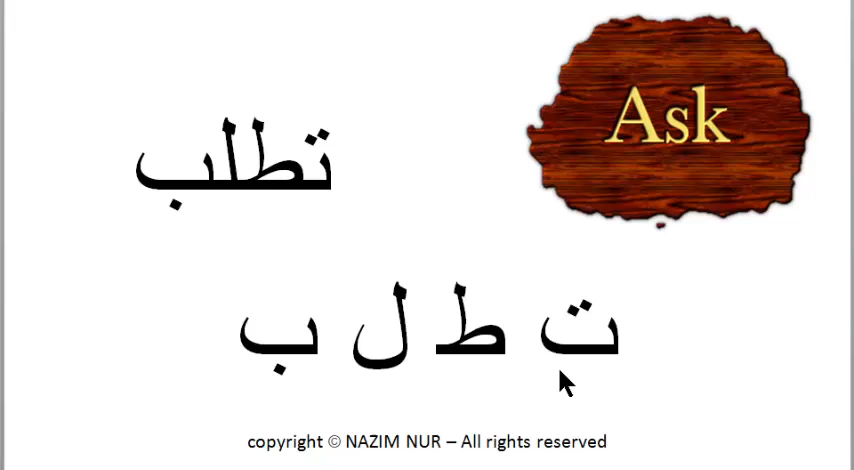 Ask
تطلب
ت ط ل ب
copyright © NAZIM NUR – All rights reserved